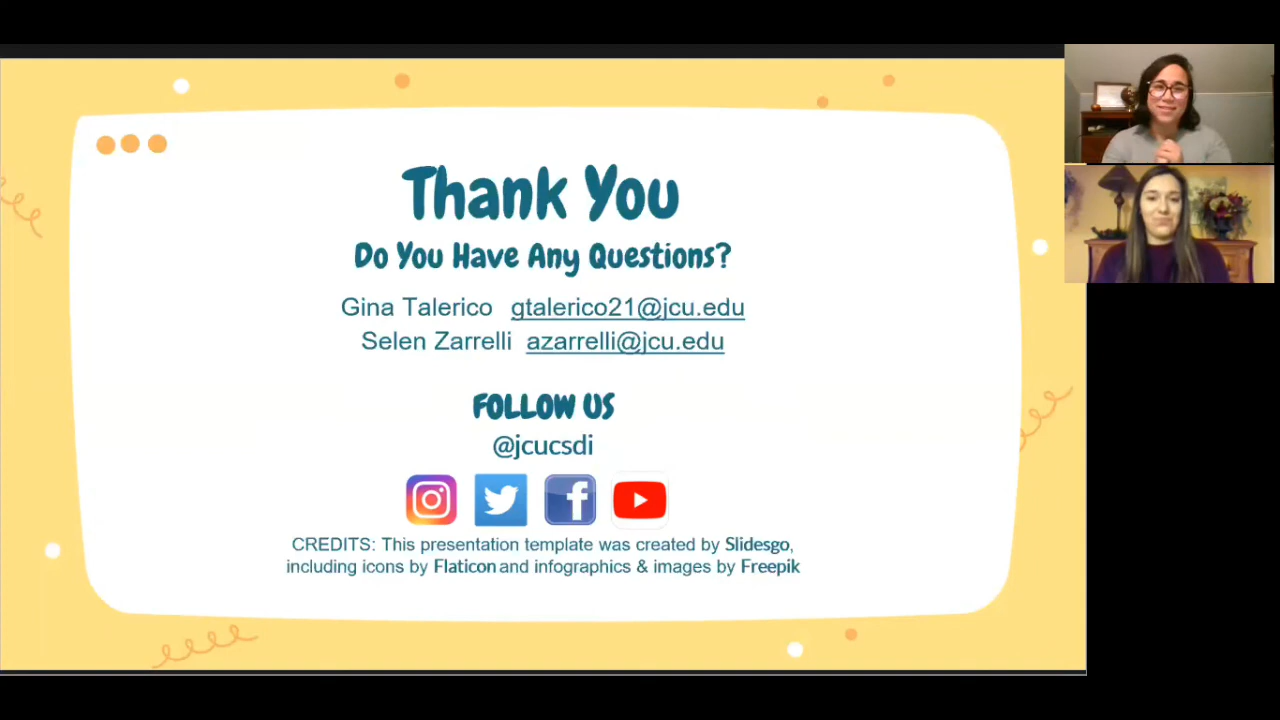 Thank You
Do You Have Any Questions?
Gina Talerico gtalerico21@jcu.edu
Selen Zarrelli azarrelli@jcu.edu
FOLLOW US
@jcucsdi
CREDITS: This presentation template was created by Slidesgo,
including icons by Flaticon and infographics & images by Freepik